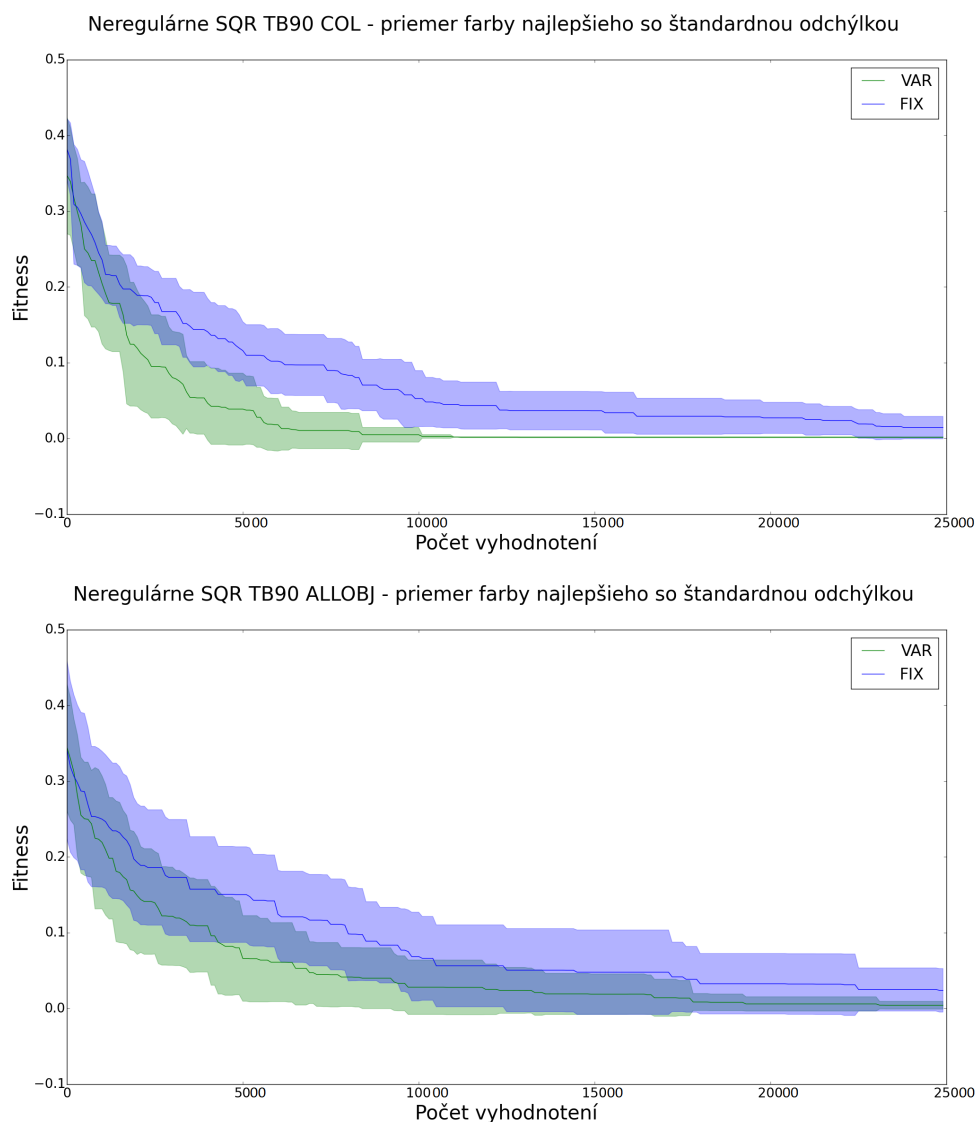 Neregulárne SQR TB90 COL - priemer farby najlepšieho so štandardnou odchýlkou
0.5
VAR
FIX
0.4
0.3
0.2
0.1
0.0
−0.1
Fitness
0 5000 10000 15000 20000 25000
Počet vyhodnotení
Neregulárne SQR TB90 ALLOBJ - priemer farby najlepšieho so štandardnou odchýlkou
0.5
VAR
FIX
0.4
0.3
0.2
0.1
0.0
−0.1
Fitness
0 5000 10000 15000 20000 25000
Počet vyhodnotení